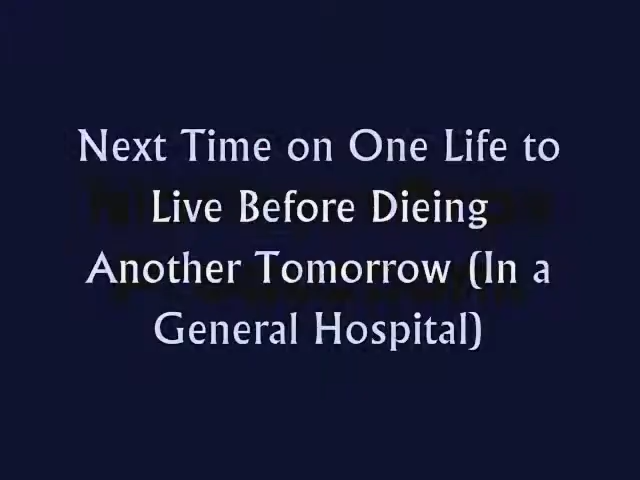 Next Time on One Life to
Live Before Dieing
Another Tomorrow (In a
General Hospital)